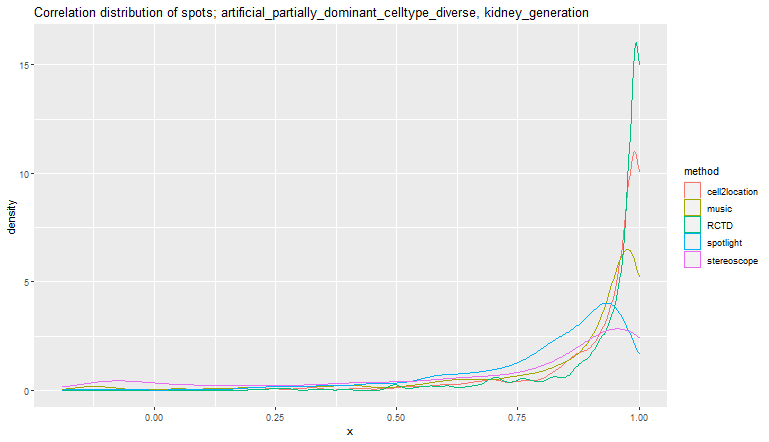 Correlation distribution of spots; artificial_partially_dominant_celltype_diverse, kidney_generation
15
10
5
0
density
0.00 0.25 0.50 0.75 1.00
x
method
cell2location
music
RCTD
spotlight
stereoscope